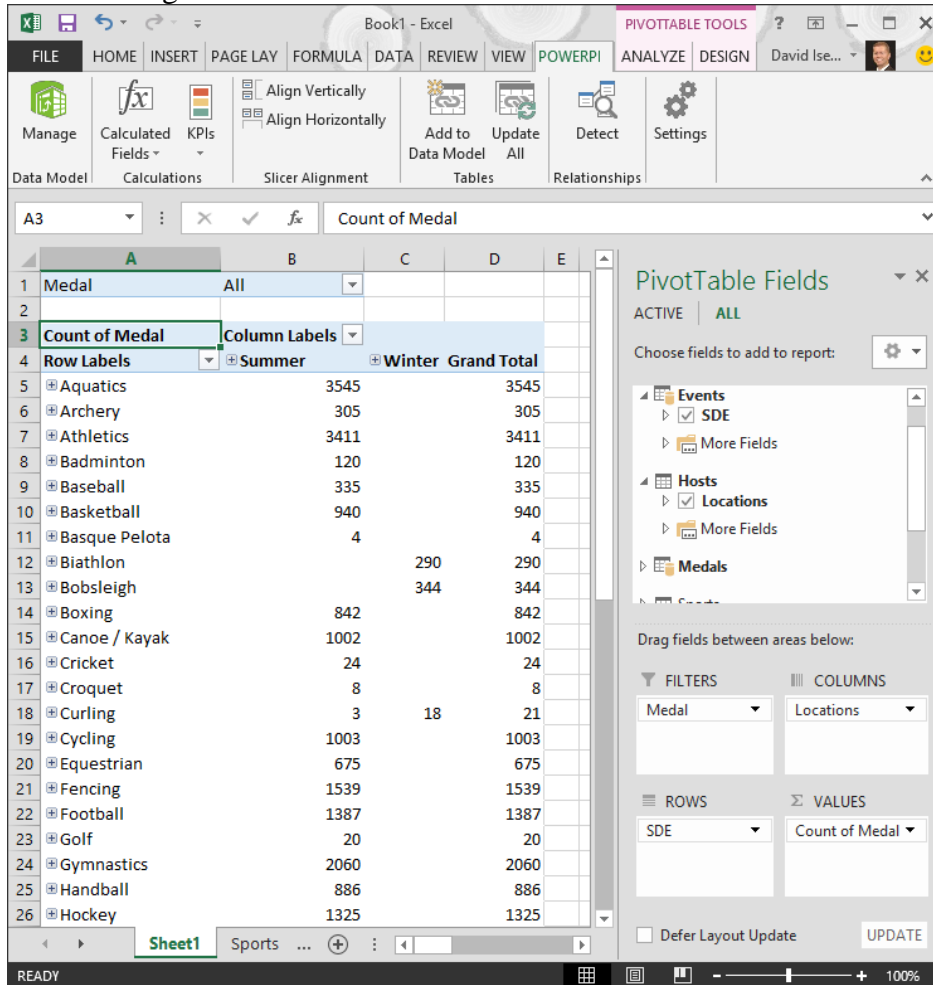 Book1 - Excel
PIVOTTABLE TOOLS
?
FILE HOME INSERT PAGE LAY FORMULA DATA REVIEW VIEW POWERPI ANALYZE DESIGN David Ise...
Align Vertically
Align Horizontally
Manage Calculated KPIs Add to Update Detect Settings
Fields Data Model All
Data Model Calculations Slicer Alignment Tables Relationships
A3 fx Count of Medal
A B C D E
1 Medal All
2
3 Count of Medal Column Labels
4 Row Labels Summer Winter Grand Total
5 Aquatics 3545 3545
6 Archery 305 305
7 Athletics 3411 3411
8 Badminton 120 120
9 Baseball 335 335
10 Basketball 940 940
11 Basque Pelota 4 4
12 Biathlon 290 290
13 Bobsleigh 344 344
14 Boxing 842 842
15 Canoe / Kayak 1002 1002
16 Cricket 24 24
17 Croquet 8 8
18 Curling 3 18 21
19 Cycling 1003 1003
20 Equestrian 675 675
21 Fencing 1539 1539
22 Football 1387 1387
23 Golf 20 20
24 Gymnastics 2060 2060
25 Handball 886 886
26 Hockey 1325 1325
Sheet1 Sports ...
PivotTable Fields
ACTIVE ALL
Choose fields to add to report:
Events
SDE
More Fields
Hosts
Locations
More Fields
Medals
Drag fields between areas below:
FILTERS COLUMNS
Medal Locations
ROWS Σ VALUES
SDE Count of Medal
Defer Layout Update UPDATE
READY 100%